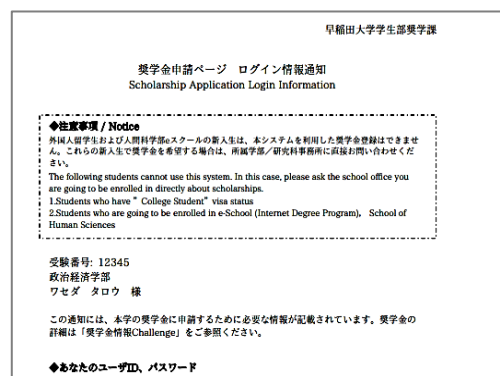 早稲田大学学生部奨学課
奨学金申請ページ　ログイン情報通知
Scholarship Application Login Information
◆注意事項 / Notice
外国人留学生および人間科学部eスクールの新入生は、本システムを利用した奨学金登録はできませ
ん。これらの新入生で奨学金を希望する場合は、所属学部／研究科事務所に直接お問い合わせくだ
さい。
The following students cannot use this system. In this case, please ask the school office you
are going to be enrolled in directly about scholarships.
1.Students who have＂College Student＂visa status
2.Students who are going to be enrolled in e-School (Internet Degree Program), School of
Human Sciences
受験番号: 12345
政治経済学部
ワセダ　タロウ　様
この通知には、本学の奨学金に申請するために必要な情報が記載されています。奨学金の
詳細は「奨学金情報Challenge」をご参照ください。
◆あなたのユーザID、パスワード